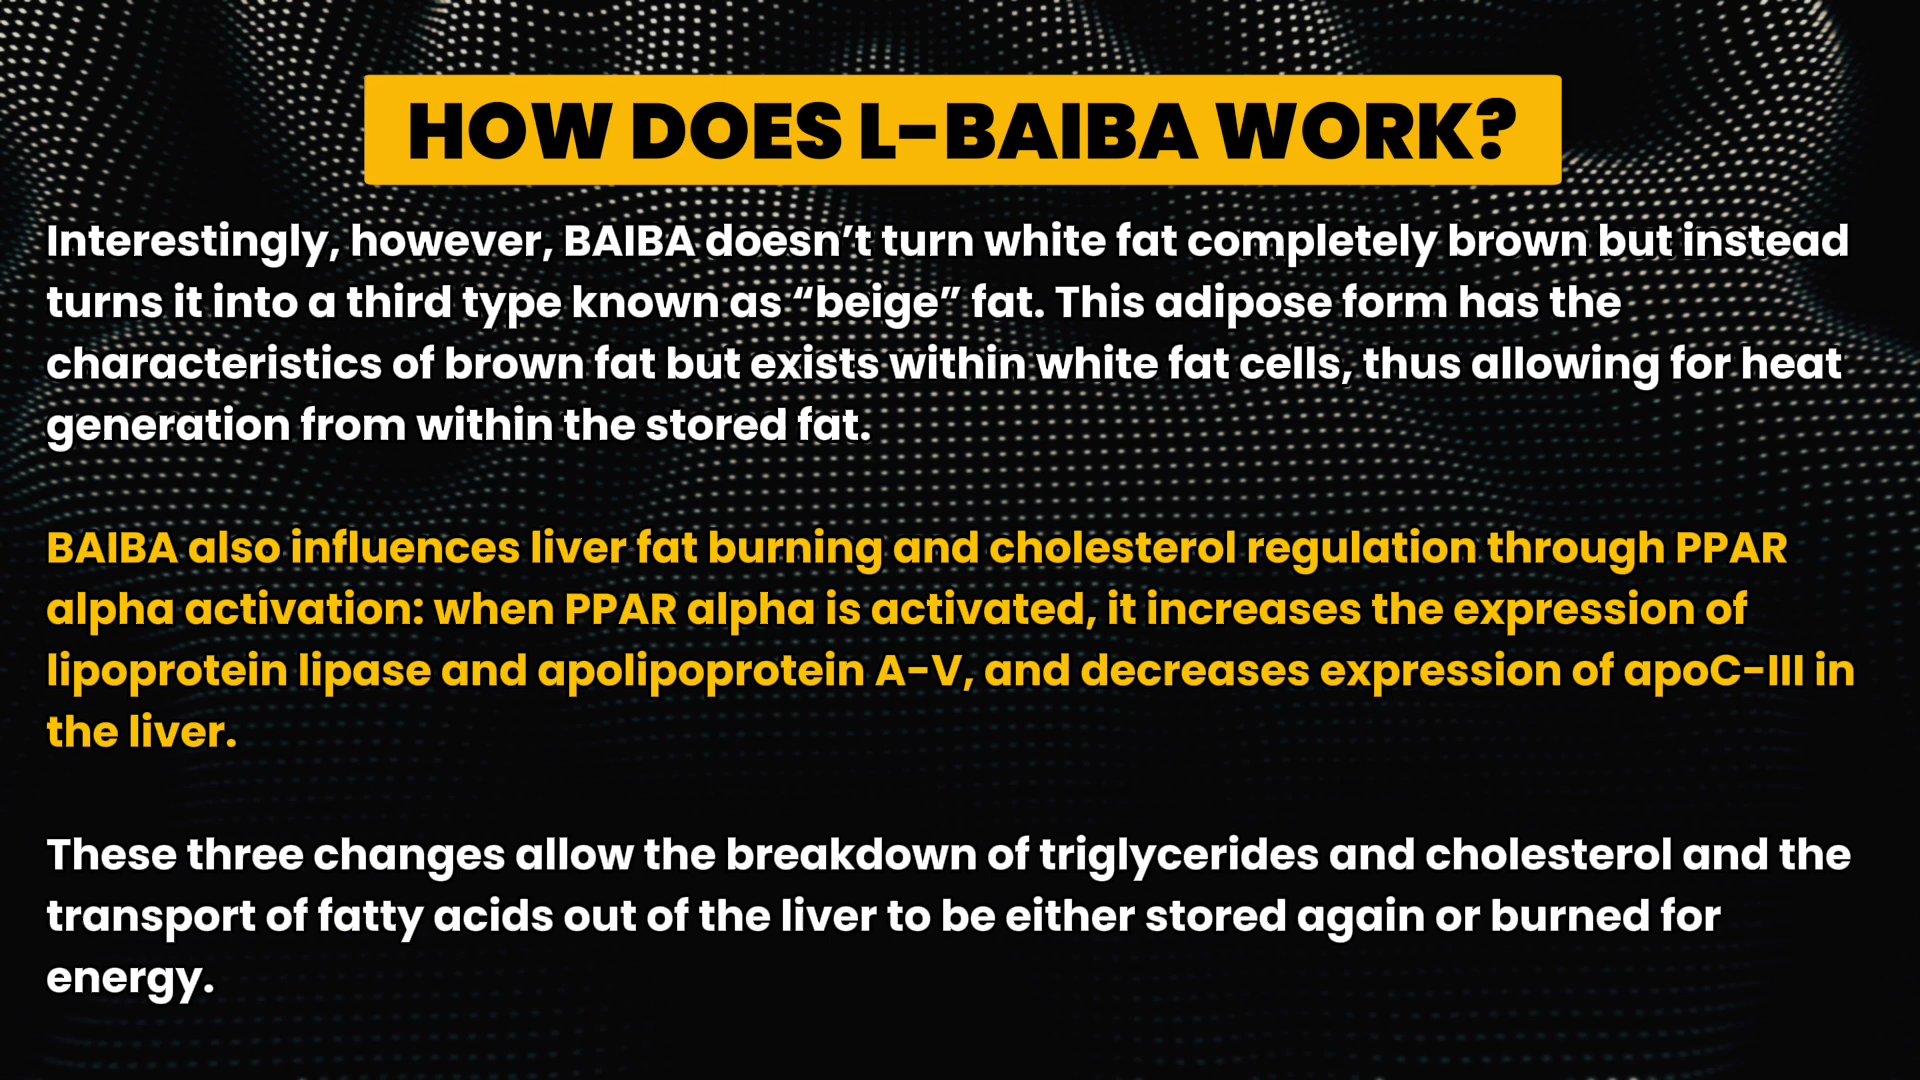 HOW DOES L-BAIBA WORK?
Interestingly, however, BAIBA doesn’t turn white fat completely brown but instead
turns it into a third type known as “beige” fat. This adipose form has the
characteristics of brown fat but exists within white fat cells, thus allowing for heat
generation from within the stored fat.
BAIBA also influences liver fat burning and cholesterol regulation through PPAR
alpha activation: when PPAR alpha is activated, it increases the expression of
lipoprotein lipase and apolipoprotein A-V, and decreases expression of apoC-III in
the liver.
These three changes allow the breakdown of triglycerides and cholesterol and the
transport of fatty acids out of the liver to be either stored again or burned for
energy.